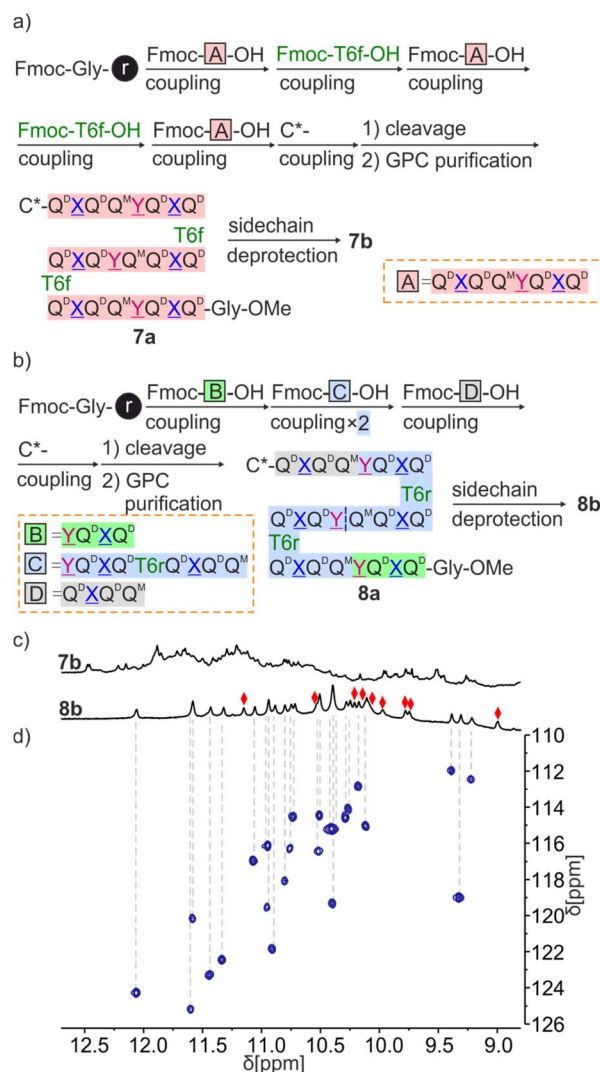 a)
Fmoc-A-OH Fmoc-T6f-OH Fmoc-A-OH
Fmoc-Gly-r
coupling coupling coupling
Fmoc-T6f-OH Fmoc-A-OH C*- 1) cleavage
coupling coupling coupling 2) GPC purification
C*-QᴰXQᴰQᴹYQᴰXQᴰ
T6f
sidechain
deprotection
7b
QᴰXQᴰYQᴹQᴰXQᴰ
T6f
A=QᴰXQᴰQᴹYQᴰXQᴰ
QᴰXQᴰQᴹYQᴰXQᴰ-Gly-OMe
7a
b)
Fmoc-B-OH Fmoc-C-OH Fmoc-D-OH
Fmoc-Gly-r
coupling coupling×2 coupling
C*- 1) cleavage
coupling 2) GPC
purification
C*-QᴰXQᴰQᴹYQᴰXQᴰ
T6r
sidechain
deprotection
8b
QᴰXQᴰYQᴹQᴰXQᴰ
T6r
QᴰXQᴰQᴹYQᴰXQᴰ-Gly-OMe
8a
B=YQᴰXQᴰ
C=YQᴰXQᴰT6rQᴰXQᴰQᴹ
D=QᴰXQᴰQᴹ
c)
7b
8b
d)
110
112
114
116
118
120
122
124
126
δ[ppm]
12.5 12.0 11.5 11.0 10.5 10.0 9.5 9.0
δ[ppm]